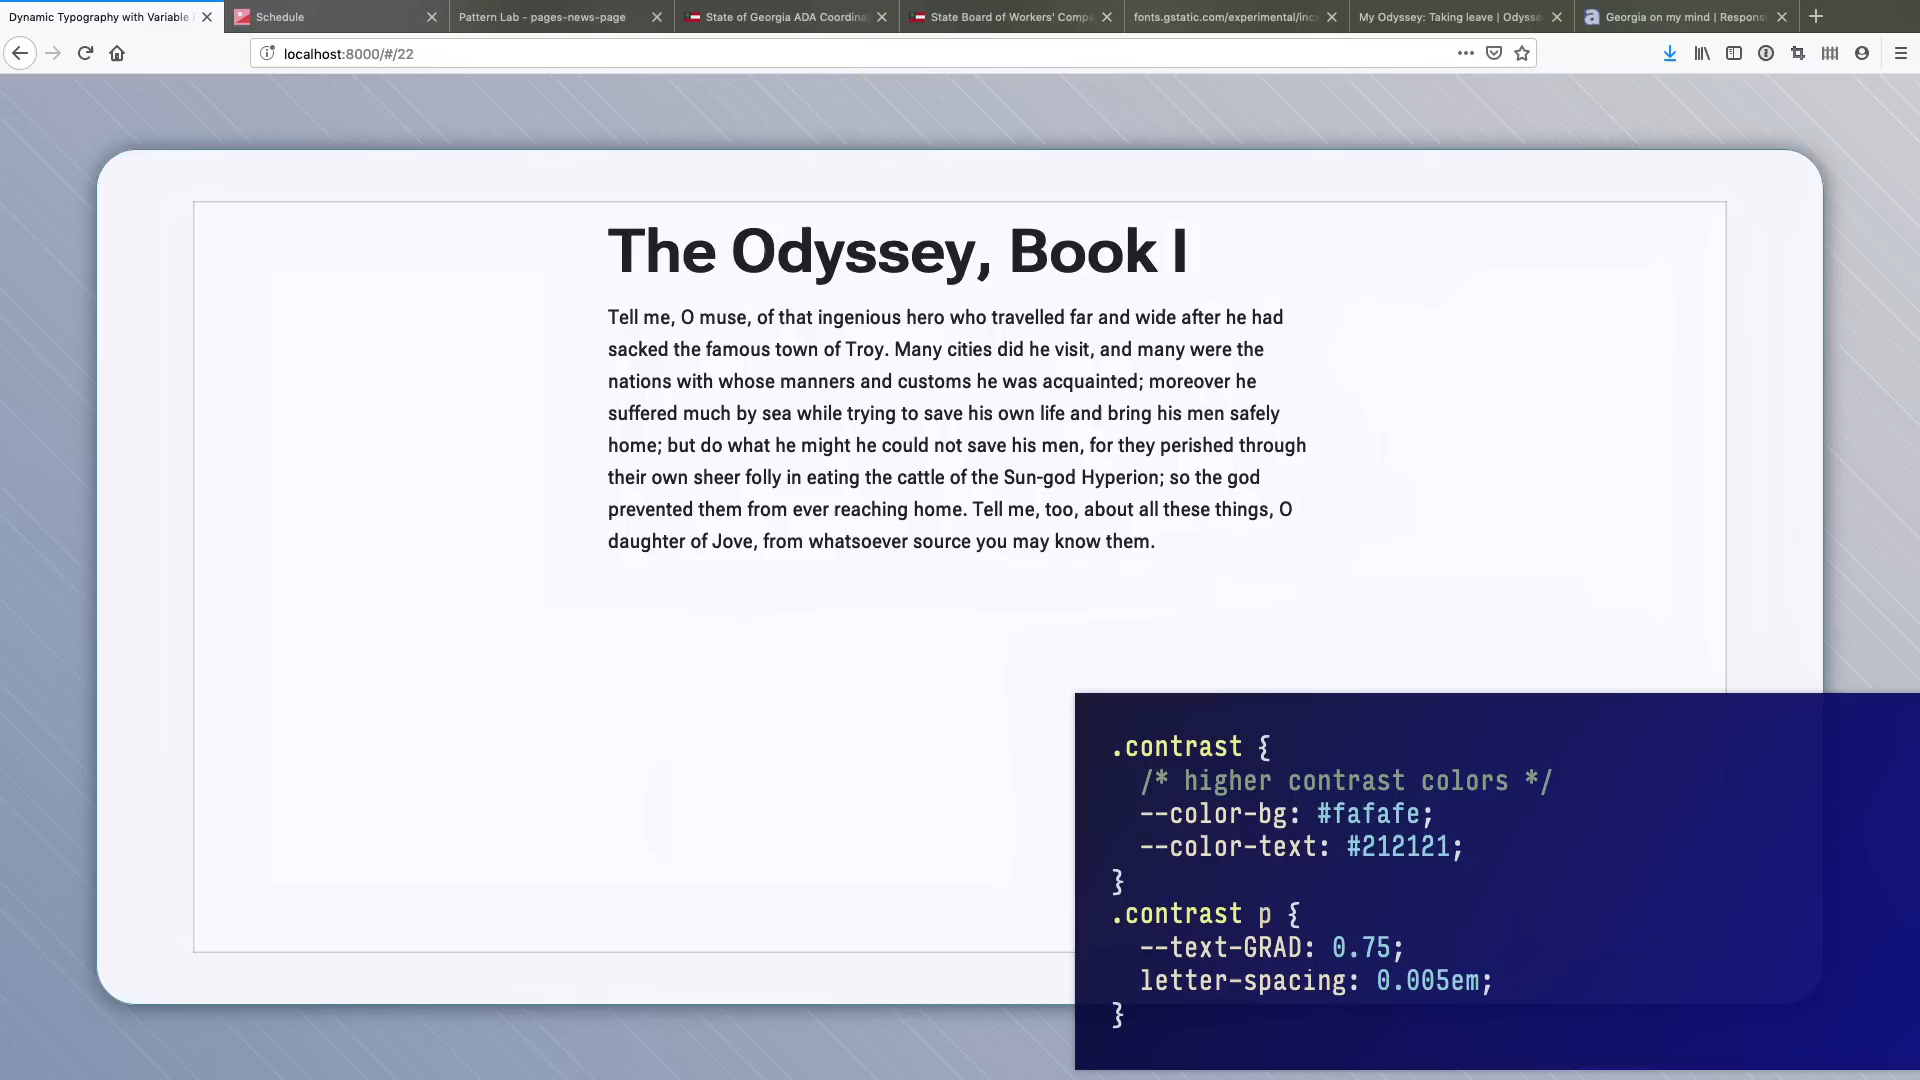 Dynamic Typography with Variable
Schedule
Pattern Lab - pages-news-page
State of Georgia ADA Coordina
State Board of Workers' Compe
fonts.gstatic.com/experimental/inc
My Odyssey: Taking leave | Odysse
Georgia on my mind | Respons
localhost:8000/#/22
The Odyssey, Book I
Tell me, O muse, of that ingenious hero who travelled far and wide after he had
sacked the famous town of Troy. Many cities did he visit, and many were the
nations with whose manners and customs he was acquainted; moreover he
suffered much by sea while trying to save his own life and bring his men safely
home; but do what he might he could not save his men, for they perished through
their own sheer folly in eating the cattle of the Sun-god Hyperion; so the god
prevented them from ever reaching home. Tell me, too, about all these things, O
daughter of Jove, from whatsoever source you may know them.
.contrast {
/* higher contrast colors */
--color-bg: #fafafe;
--color-text: #212121;
}
.contrast p {
--text-GRAD: 0.75;
letter-spacing: 0.005em;
}